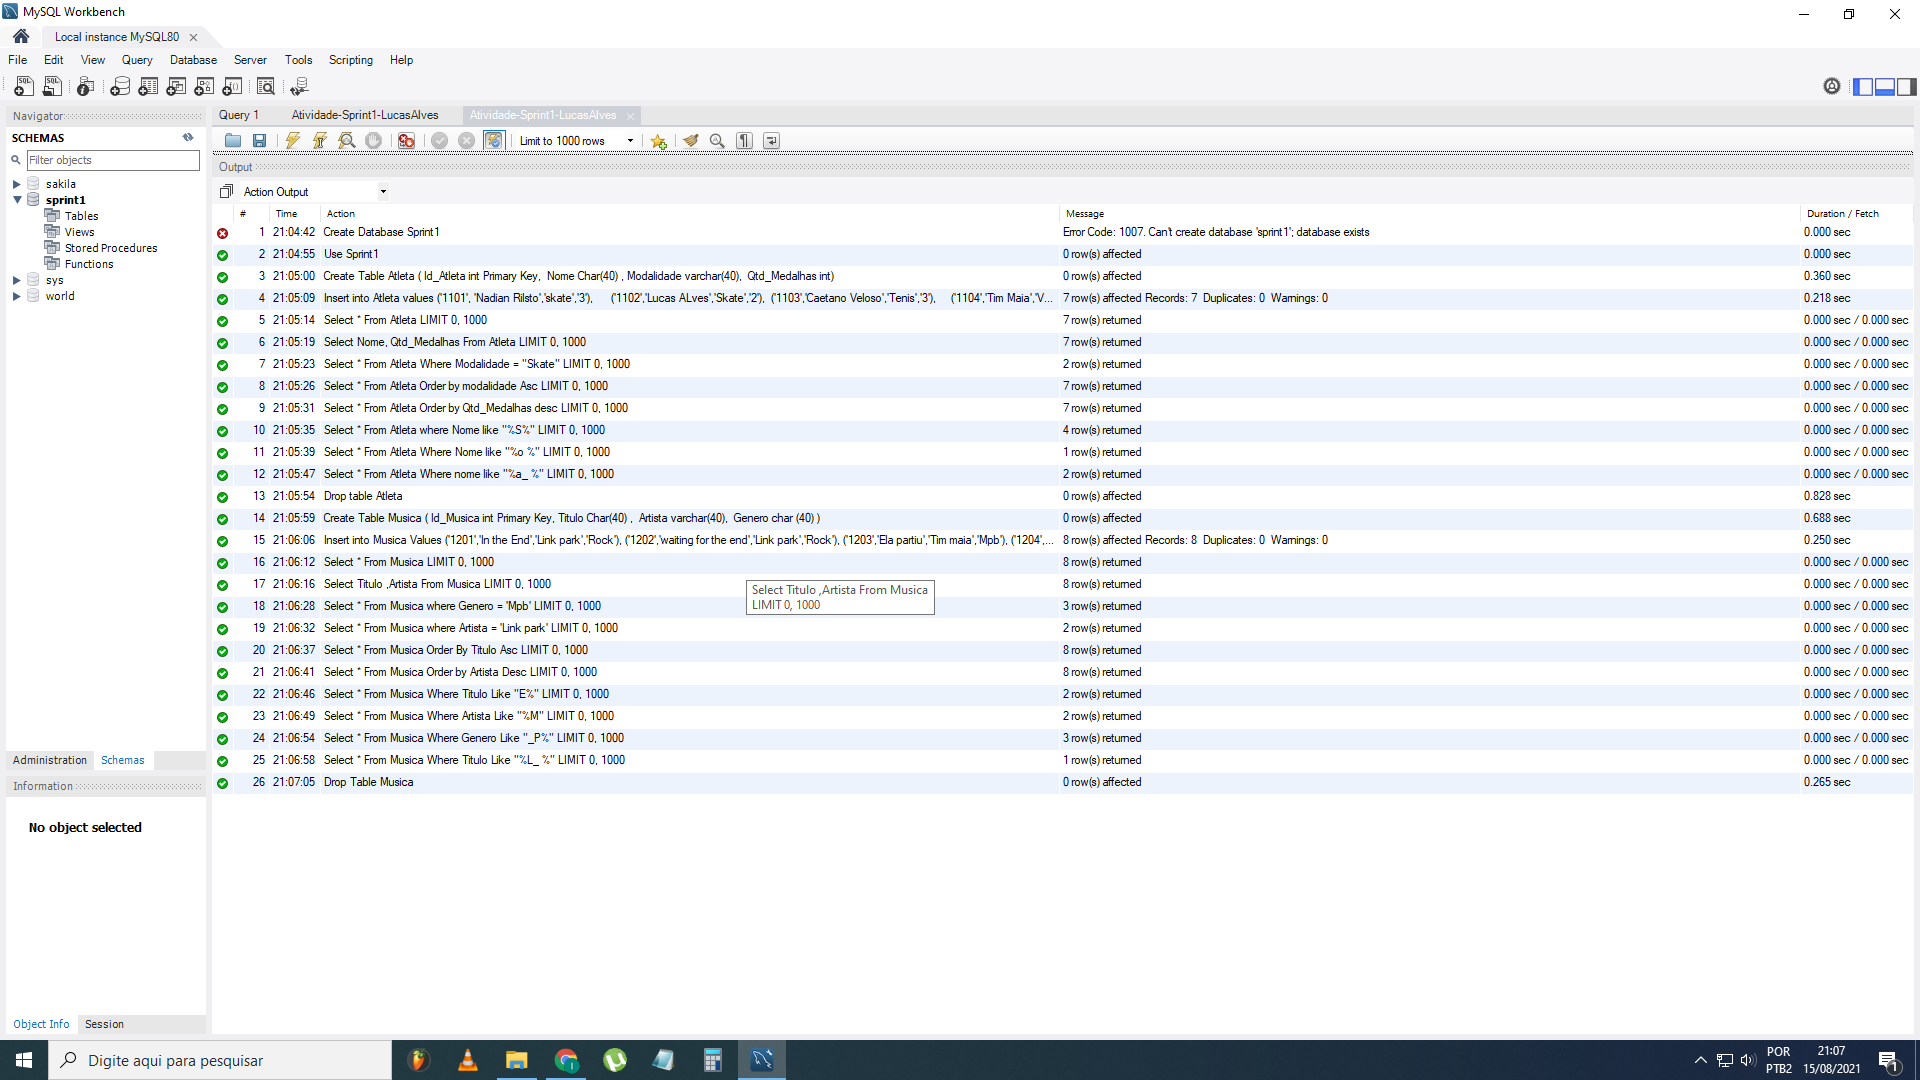 MySQL Workbench
Local instance MySQL80
File Edit View Query Database Server Tools Scripting Help
Navigator
SCHEMAS
Filter objects
sakila
sprint1
Tables
Views
Stored Procedures
Functions
sys
world
Administration Schemas
Information
No object selected
Object Info Session
Query 1 Atividade-Sprint1-LucasAlves Atividade-Sprint1-LucasAlves
Limit to 1000 rows
Output
Action Output
# Time Action Message Duration / Fetch
1 21:04:42 Create Database Sprint1 Error Code: 1007. Can't create database 'sprint1'; database exists 0.000 sec
2 21:04:55 Use Sprint1 0 row(s) affected 0.000 sec
3 21:05:00 Create Table Atleta ( Id_Atleta int Primary Key, Nome Char(40) , Modalidade varchar(40), Qtd_Medalhas int) 0 row(s) affected 0.360 sec
4 21:05:09 Insert into Atleta values ('1101', 'Nadian Rilsto','skate','3'), ('1102','Lucas ALves','Skate','2'), ('1103','Caetano Veloso','Tenis','3'), ('1104','Tim Maia','V... 7 row(s) affected Records: 7 Duplicates: 0 Warnings: 0 0.218 sec
5 21:05:14 Select * From Atleta LIMIT 0, 1000 7 row(s) returned 0.000 sec / 0.000 sec
6 21:05:19 Select Nome, Qtd_Medalhas From Atleta LIMIT 0, 1000 7 row(s) returned 0.000 sec / 0.000 sec
7 21:05:23 Select * From Atleta Where Modalidade = "Skate" LIMIT 0, 1000 2 row(s) returned 0.000 sec / 0.000 sec
8 21:05:26 Select * From Atleta Order by modalidade Asc LIMIT 0, 1000 7 row(s) returned 0.000 sec / 0.000 sec
9 21:05:31 Select * From Atleta Order by Qtd_Medalhas desc LIMIT 0, 1000 7 row(s) returned 0.000 sec / 0.000 sec
10 21:05:35 Select * From Atleta where Nome like "%S%" LIMIT 0, 1000 4 row(s) returned 0.000 sec / 0.000 sec
11 21:05:39 Select * From Atleta Where Nome like "%o %" LIMIT 0, 1000 1 row(s) returned 0.000 sec / 0.000 sec
12 21:05:47 Select * From Atleta Where nome like "%a_ %" LIMIT 0, 1000 2 row(s) returned 0.000 sec / 0.000 sec
13 21:05:54 Drop table Atleta 0 row(s) affected 0.828 sec
14 21:05:59 Create Table Musica ( Id_Musica int Primary Key, Titulo Char(40) , Artista varchar(40), Genero char (40) ) 0 row(s) affected 0.688 sec
15 21:06:06 Insert into Musica Values ('1201','In the End','Link park','Rock'), ('1202','waiting for the end','Link park','Rock'), ('1203','Ela partiu','Tim maia','Mpb'), ('1204',... 8 row(s) affected Records: 8 Duplicates: 0 Warnings: 0 0.250 sec
16 21:06:12 Select * From Musica LIMIT 0, 1000 8 row(s) returned 0.000 sec / 0.000 sec
17 21:06:16 Select Titulo ,Artista From Musica LIMIT 0, 1000 8 row(s) returned 0.000 sec / 0.000 sec
Select Titulo ,Artista From Musica
LIMIT 0, 1000
18 21:06:28 Select * From Musica where Genero = 'Mpb' LIMIT 0, 1000 3 row(s) returned 0.000 sec / 0.000 sec
19 21:06:32 Select * From Musica where Artista = 'Link park' LIMIT 0, 1000 2 row(s) returned 0.000 sec / 0.000 sec
20 21:06:37 Select * From Musica Order By Titulo Asc LIMIT 0, 1000 8 row(s) returned 0.000 sec / 0.000 sec
21 21:06:41 Select * From Musica Order by Artista Desc LIMIT 0, 1000 8 row(s) returned 0.000 sec / 0.000 sec
22 21:06:46 Select * From Musica Where Titulo Like "E%" LIMIT 0, 1000 2 row(s) returned 0.000 sec / 0.000 sec
23 21:06:49 Select * From Musica Where Artista Like "%M" LIMIT 0, 1000 2 row(s) returned 0.000 sec / 0.000 sec
24 21:06:54 Select * From Musica Where Genero Like "_P%" LIMIT 0, 1000 3 row(s) returned 0.000 sec / 0.000 sec
25 21:06:58 Select * From Musica Where Titulo Like "%L_ %" LIMIT 0, 1000 1 row(s) returned 0.000 sec / 0.000 sec
26 21:07:05 Drop Table Musica 0 row(s) affected 0.265 sec
Digite aqui para pesquisar
POR
PTB2
21:07
15/08/2021
1